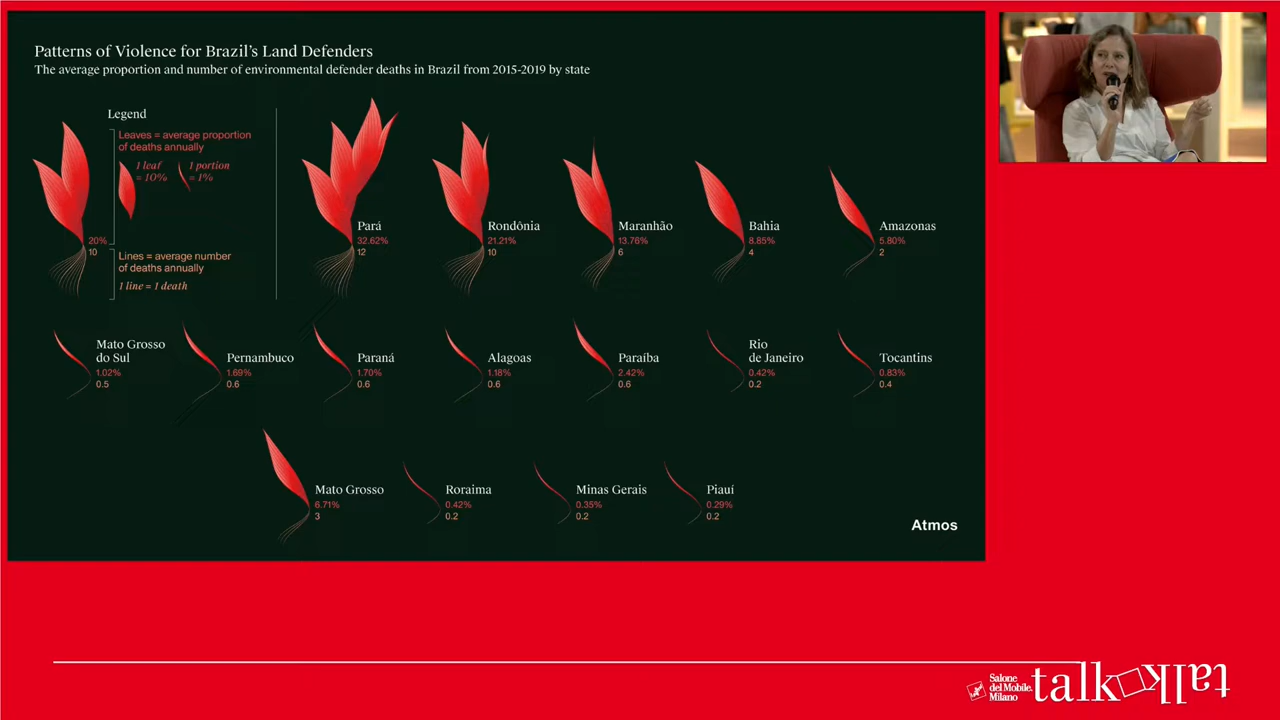 Patterns of Violence for Brazil's Land Defenders
The average proportion and number of environmental defender deaths in Brazil from 2015-2019 by state
Legend
Leaves = average proportion
of deaths annually
1 leaf
= 10%
1 portion
= 1%
20%
10
Lines = average number
of deaths annually
1 line = 1 death
Pará
32.62%
12
Rondônia
21.21%
10
Maranhão
13.76%
6
Bahia
8.85%
4
Amazonas
5.80%
2
Mato Grosso
do Sul
1.02%
0.5
Pernambuco
1.69%
0.6
Paraná
1.70%
0.6
Alagoas
1.18%
0.6
Paraíba
2.42%
0.6
Rio
de Janeiro
0.42%
0.2
Tocantins
0.83%
0.4
Mato Grosso
6.71%
3
Roraima
0.42%
0.2
Minas Gerais
0.35%
0.2
Piauí
0.29%
0.2
Atmos
Salone
del Mobile.
Milano
talk talk